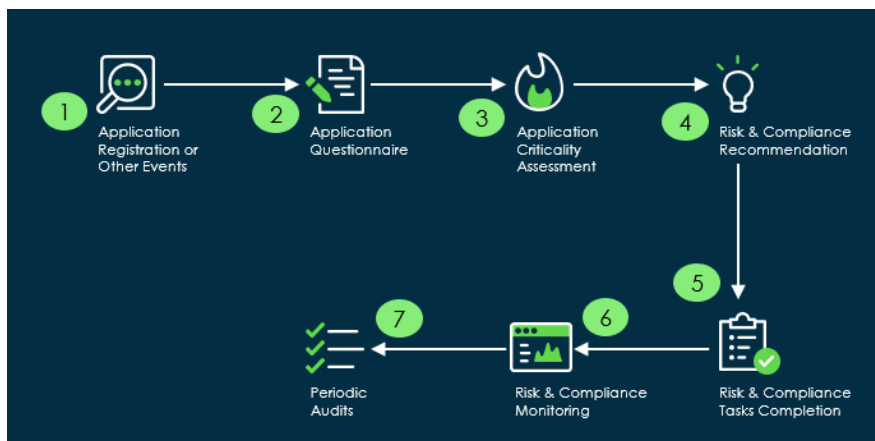 1
Application
Registration or
Other Events
2
Application
Questionnaire
3
Application
Criticality
Assessment
4
Risk & Compliance
Recommendation
5
Risk & Compliance
Tasks Completion
6
Risk & Compliance
Monitoring
7
Periodic
Audits